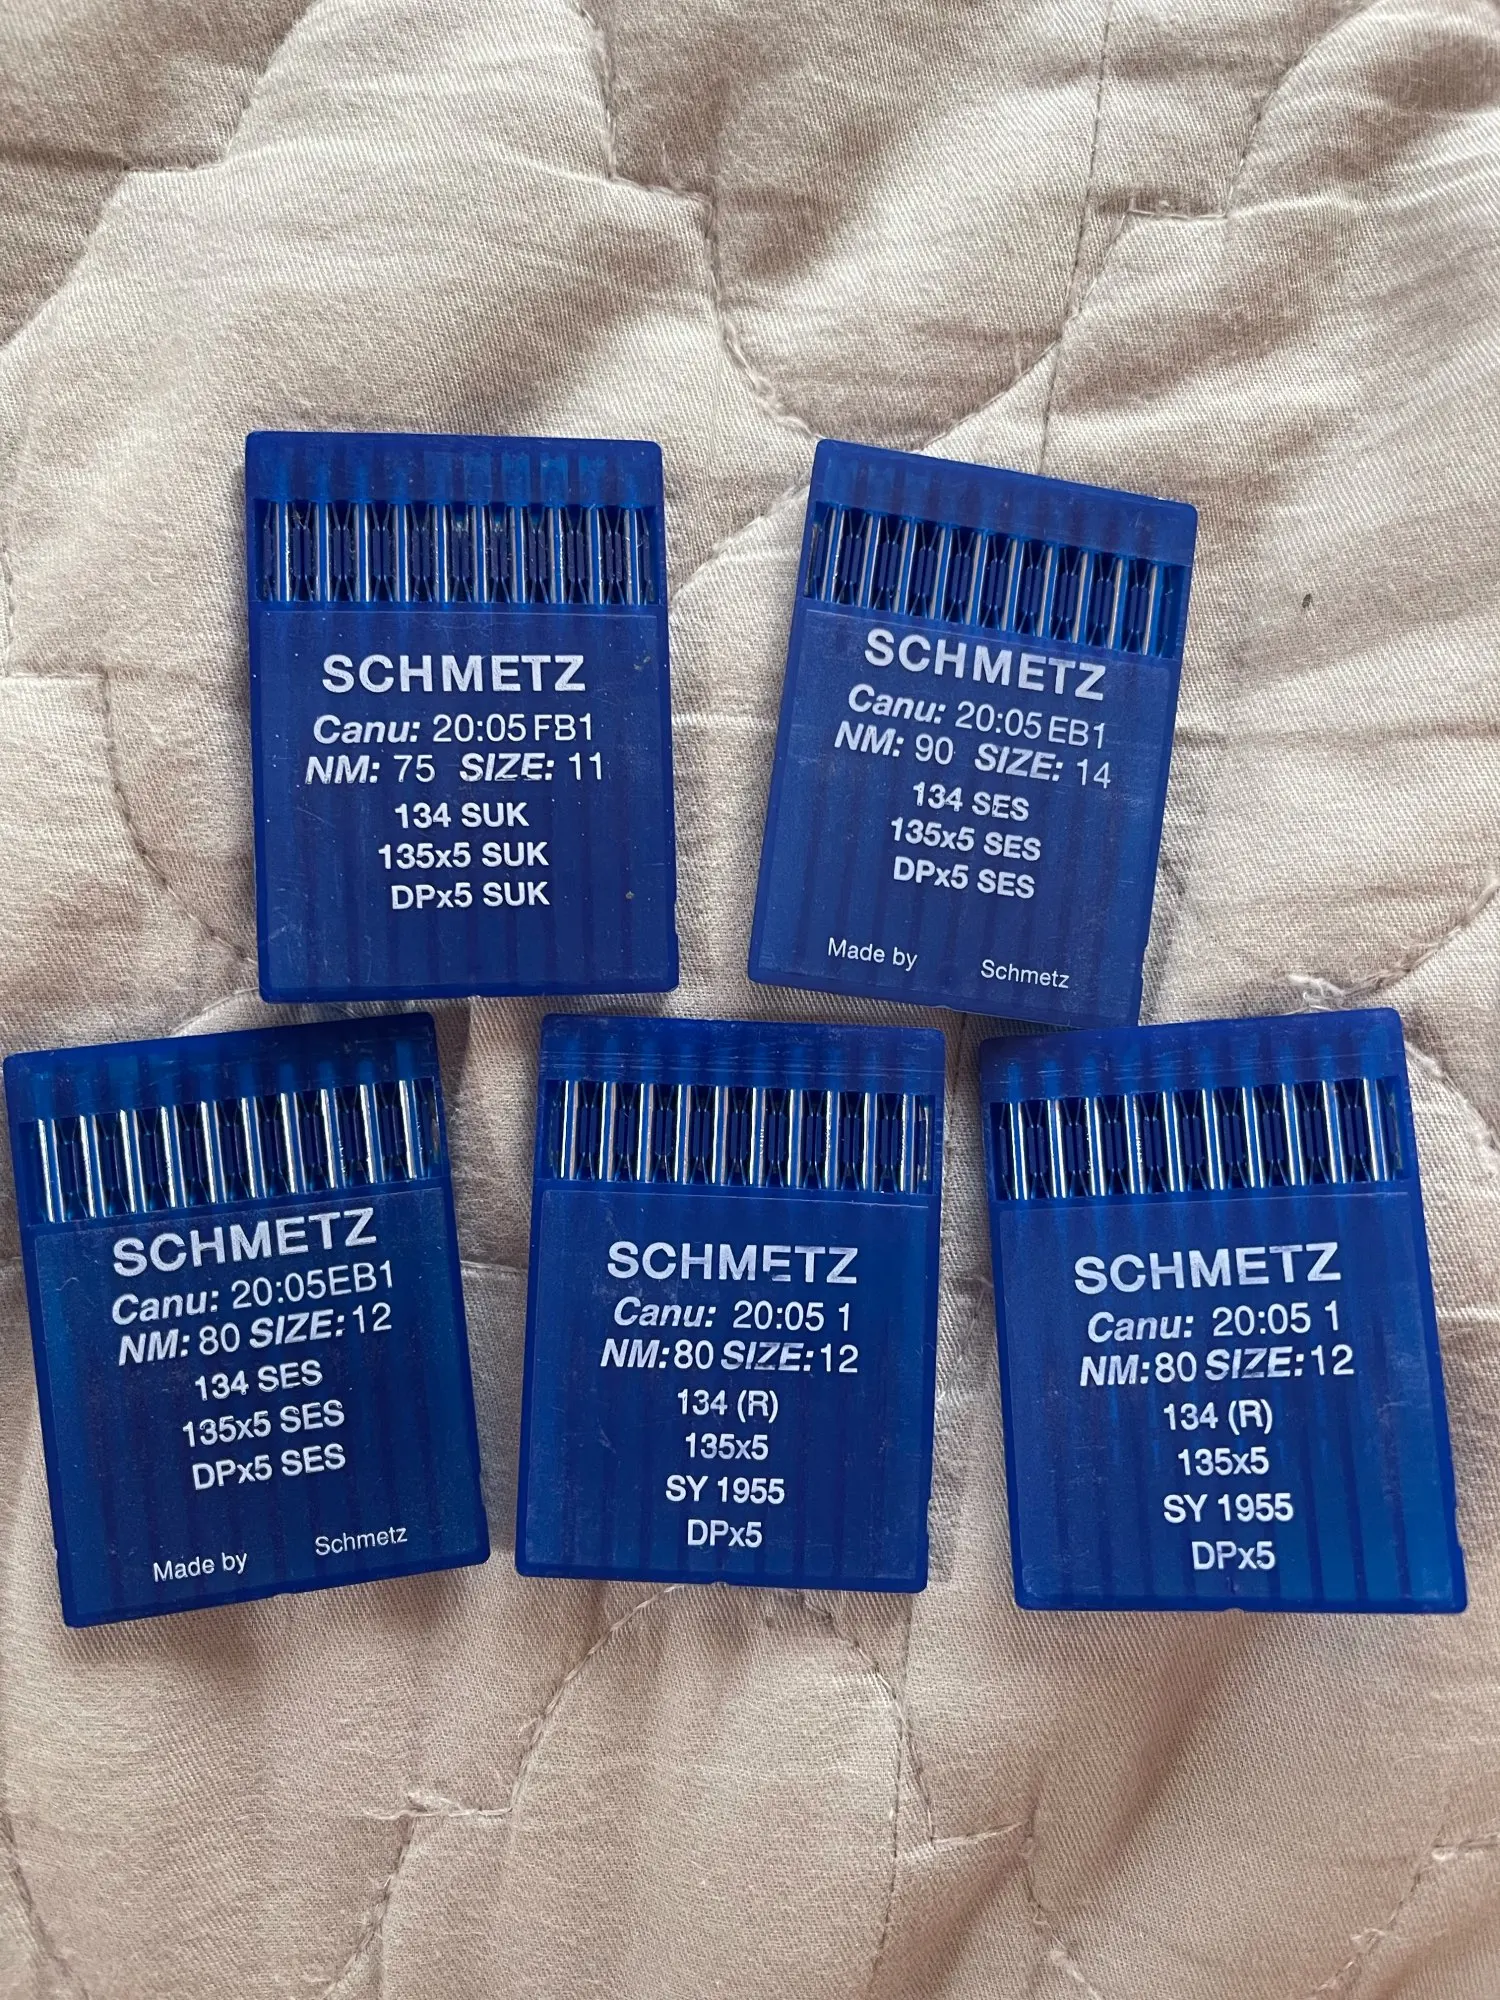 SCHMETZ
Canu: 20:05 FB1
NM: 75 SIZE: 11
134 SUK
135x5 SUK
DPx5 SUK
SCHMETZ
Canu: 20:05 EB1
NM: 90 SIZE: 14
134 SES
135x5 SES
DPx5 SES
Made by Schmetz
SCHMETZ
Canu: 20:05EB1
NM: 80 SIZE: 12
134 SES
135x5 SES
DPx5 SES
Made by Schmetz
SCHMETZ
Canu: 20:05 1
NM: 80 SIZE: 12
134 (R)
135x5
SY 1955
DPx5
SCHMETZ
Canu: 20:05 1
NM: 80 SIZE: 12
134 (R)
135x5
SY 1955
DPx5